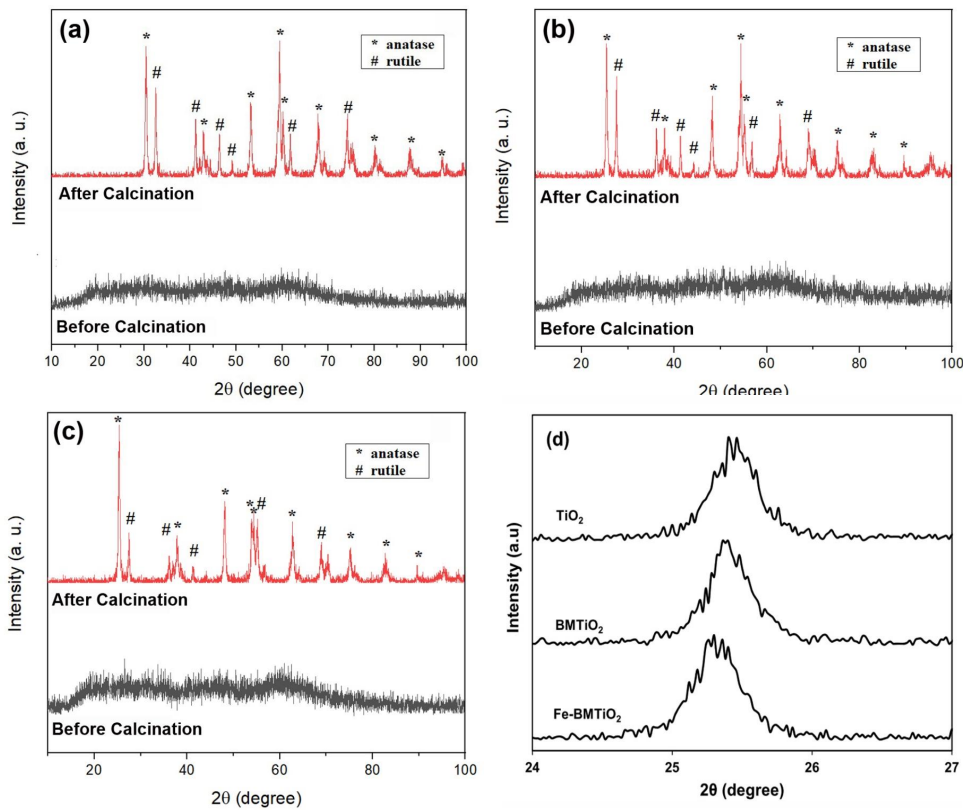 (a)
* anatase
# rutile
* # # * # # * * * # * # * * *
After Calcination
Before Calcination
Intensity (a. u.)
10 20 30 40 50 60 70 80 90 100
2θ (degree)
(b)
* anatase
# rutile
* # # * # # * * * # * # * * *
After Calcination
Before Calcination
Intensity (a. u.)
20 40 60 80 100
2θ (degree)
(c)
* anatase
# rutile
* # # * # * * * # * # * * *
After Calcination
Before Calcination
Intensity (a. u.)
20 40 60 80 100
2θ (degree)
(d)
TiO₂
BMTiO₂
Fe-BMTiO₂
Intensity (a.u)
24 25 26 27
2θ (degree)